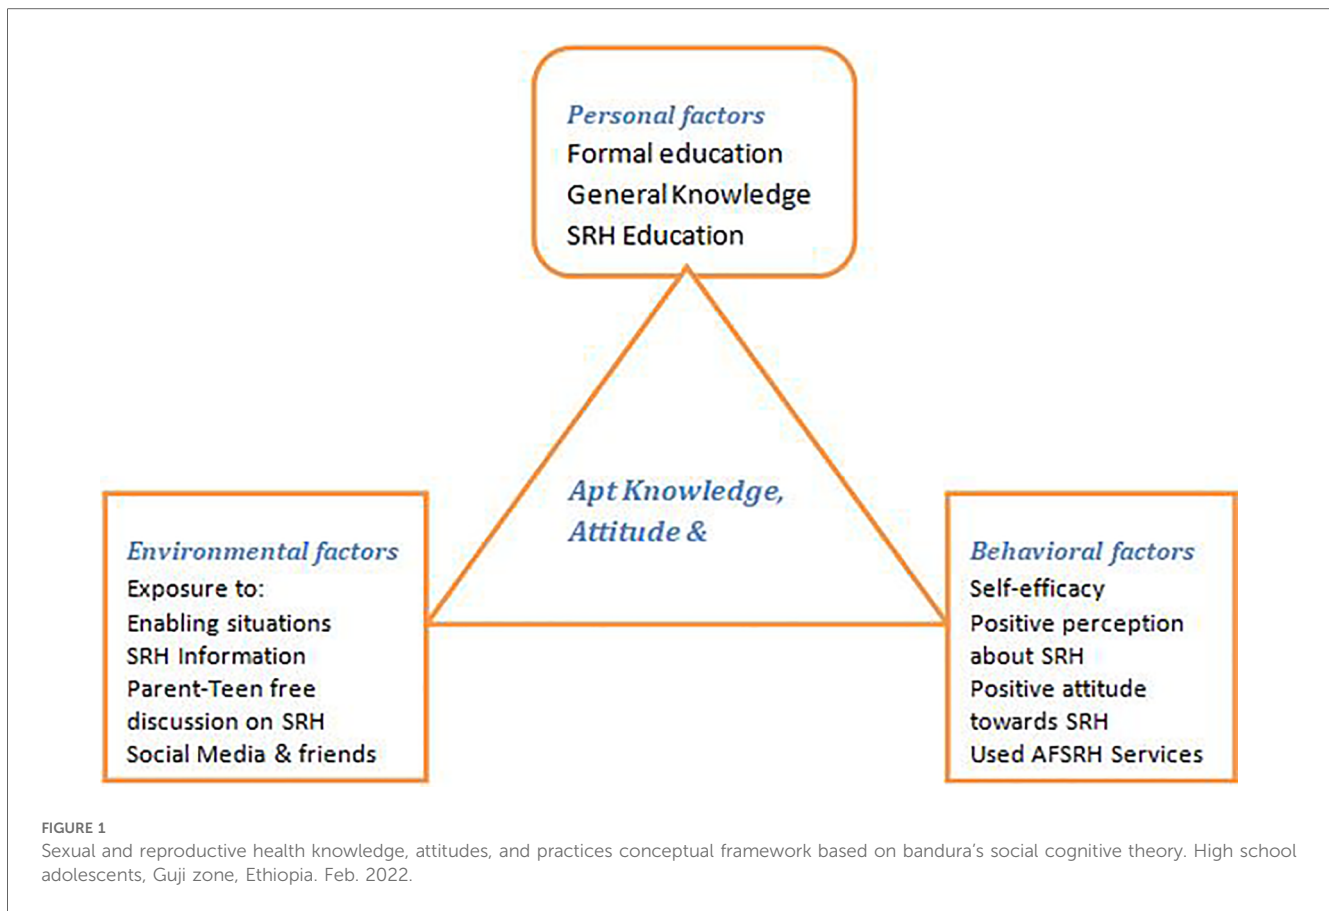 Personal factors
Formal education
General Knowledge
SRH Education
Apt Knowledge,
Attitude &
Environmental factors
Exposure to:
Enabling situations
SRH Information
Parent-Teen free
discussion on SRH
Social Media & friends
Behavioral factors
Self-efficacy
Positive perception
about SRH
Positive attitude
towards SRH
Used AFSRH Services
FIGURE 1
Sexual and reproductive health knowledge, attitudes, and practices conceptual framework based on bandura's social cognitive theory. High school
adolescents, Guji zone, Ethiopia. Feb. 2022.